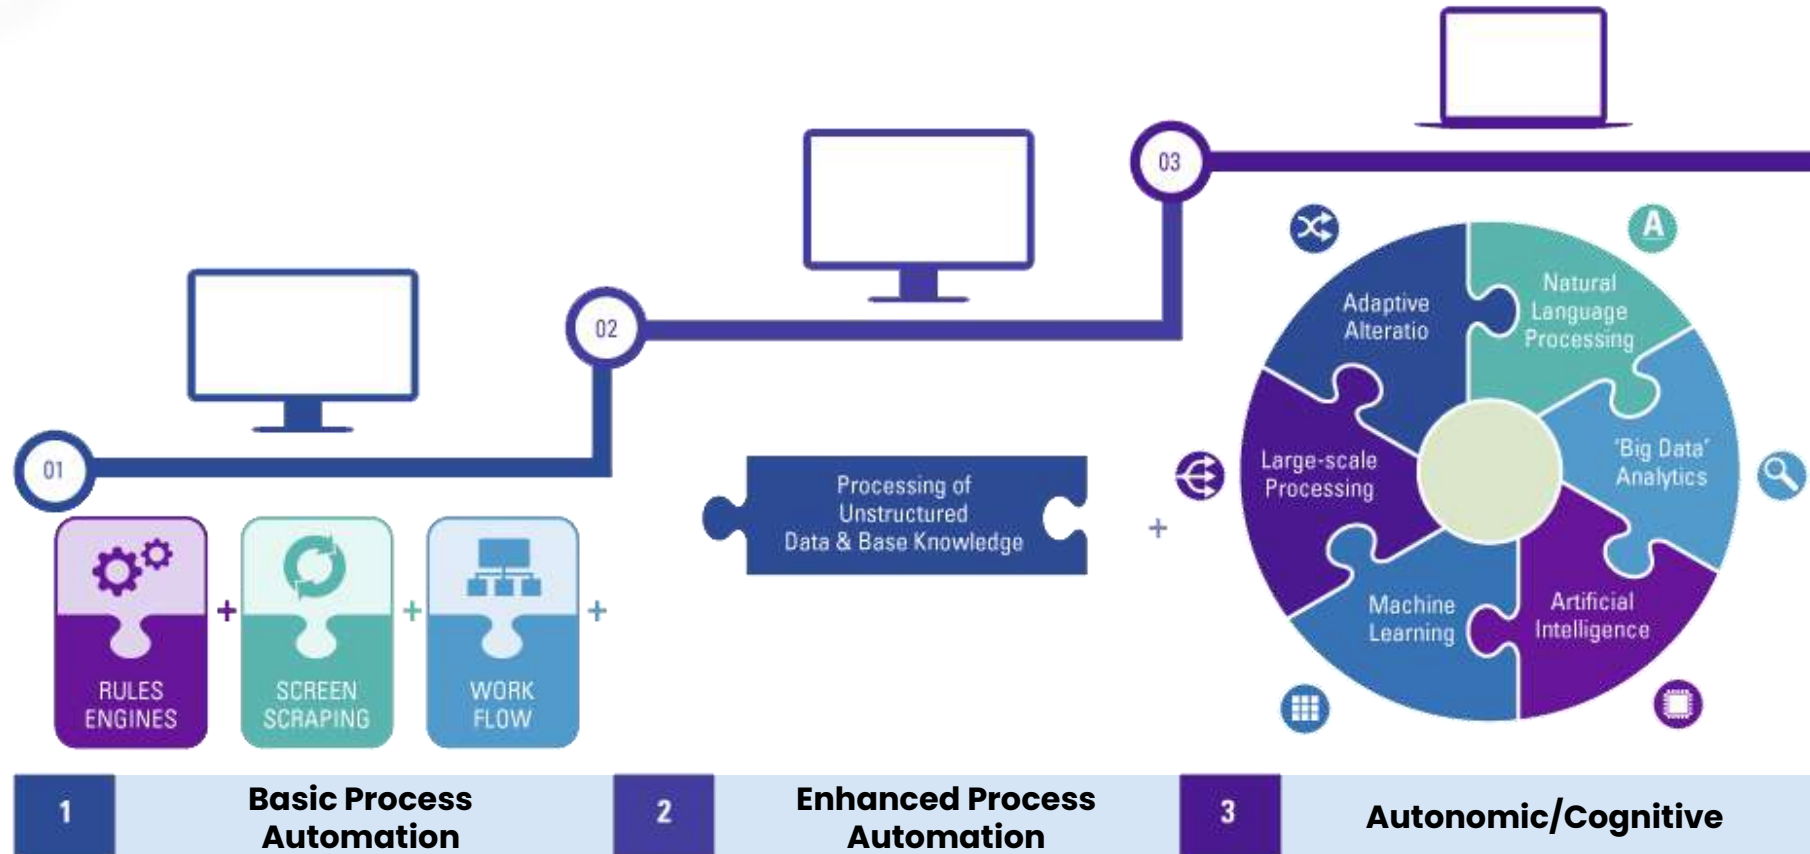 01
02
03
RULES
ENGINES
+
SCREEN
SCRAPING
+
WORK
FLOW
+
Processing of
Unstructured
Data & Base Knowledge
+
Adaptive
Alteratio
Natural
Language
Processing
A
Large-scale
Processing
'Big Data'
Analytics
Machine
Learning
Artificial
Intelligence
1
Basic Process
Automation
2
Enhanced Process
Automation
3
Autonomic/Cognitive